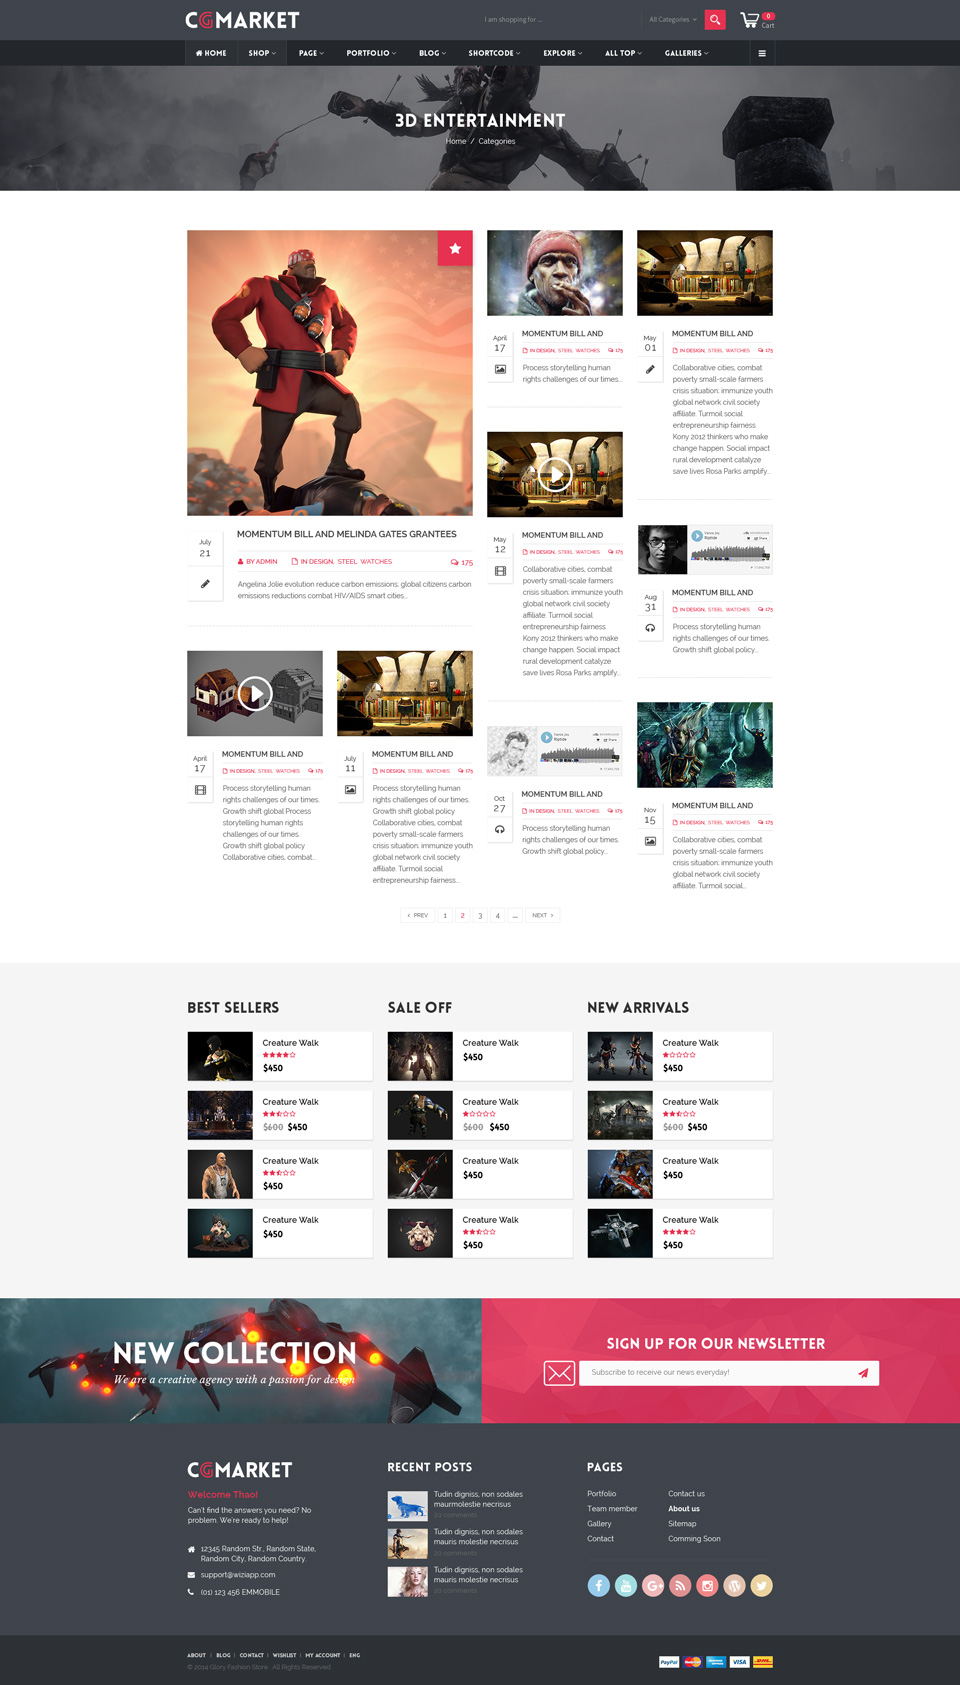 CGMARKET
I am shopping for ...
All Categories
0
Cart
HOME
SHOP
PAGE
PORTFOLIO
BLOG
SHORTCODE
EXPLORE
ALL TOP
GALLERIES
3D ENTERTAINMENT
Home / Categories
July
21
MOMENTUM BILL AND MELINDA GATES GRANTEES
BY ADMIN
IN DESIGN, STEEL WATCHES
175
Angelina Jolie evolution reduce carbon emissions, global citizens carbon
emissions reductions combat HIV/AIDS smart cities...
April
17
MOMENTUM BILL AND
IN DESIGN, STEEL WATCHES
175
Process storytelling human
rights challenges of our times.
Growth shift global Process
storytelling human rights
challenges of our times.
Growth shift global policy
Collaborative cities, combat...
July
11
MOMENTUM BILL AND
IN DESIGN, STEEL WATCHES
175
Process storytelling human
rights challenges of our times.
Growth shift global policy
Collaborative cities, combat
poverty small-scale farmers
crisis situation; immunize youth
global network civil society
affiliate. Turmoil social
entrepreneurship fairness...
April
17
MOMENTUM BILL AND
IN DESIGN, STEEL WATCHES
175
Process storytelling human
rights challenges of our times...
May
12
MOMENTUM BILL AND
IN DESIGN, STEEL WATCHES
175
Collaborative cities, combat
poverty small-scale farmers
crisis situation; immunize youth
global network civil society
affiliate. Turmoil social
entrepreneurship fairness
Kony 2012 thinkers who make
change happen. Social impact
rural development catalyze
save lives Rosa Parks amplify...
Vance Joy
Riptide
Share
Oct
27
MOMENTUM BILL AND
IN DESIGN, STEEL WATCHES
175
Process storytelling human
rights challenges of our times.
Growth shift global policy...
May
01
MOMENTUM BILL AND
IN DESIGN, STEEL WATCHES
175
Collaborative cities, combat
poverty small-scale farmers
crisis situation; immunize youth
global network civil society
affiliate. Turmoil social
entrepreneurship fairness
Kony 2012 thinkers who make
change happen. Social impact
rural development catalyze
save lives Rosa Parks amplify...
Vance Joy
Riptide
Share
Aug
31
MOMENTUM BILL AND
IN DESIGN, STEEL WATCHES
175
Process storytelling human
rights challenges of our times.
Growth shift global policy...
Nov
15
MOMENTUM BILL AND
IN DESIGN, STEEL WATCHES
175
Collaborative cities, combat
poverty small-scale farmers
crisis situation; immunize youth
global network civil society
affiliate. Turmoil social...
PREV 1 2 3 4 ... NEXT
BEST SELLERS
Creature Walk
$450
Creature Walk
$600 $450
Creature Walk
$450
Creature Walk
$450
SALE OFF
Creature Walk
$450
Creature Walk
$600 $450
Creature Walk
$450
Creature Walk
$450
NEW ARRIVALS
Creature Walk
$450
Creature Walk
$600 $450
Creature Walk
$450
Creature Walk
$450
NEW COLLECTION
We are a creative agency with a passion for design
SIGN UP FOR OUR NEWSLETTER
Subscribe to receive our news everyday!
CGMARKET
Welcome Thao!
Can't find the answers you need? No
problem. We're ready to help!
12345 Random Str., Random State,
Random City, Random Country.
support@wiziapp.com
(01) 123 456 EMMOBILE
RECENT POSTS
Tudin digniss, non sodales
maurmolestie necrisus
20 comments
Tudin digniss, non sodales
mauris molestie necrisus
20 comments
Tudin digniss, non sodales
mauris molestie necrisus
20 comments
PAGES
Portfolio
Team member
Gallery
Contact
Contact us
About us
Sitemap
Comming Soon
ABOUT | BLOG | CONTACT | WISHLIST | MY ACCOUNT | ENG
© 2014 Glory Fashion Store. All Rights Reserved
PayPal
MasterCard
VISA
DHL